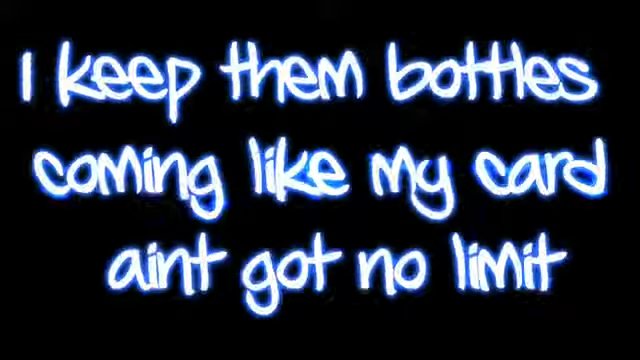 I keep them bottles
coming like my card
aint got no limit